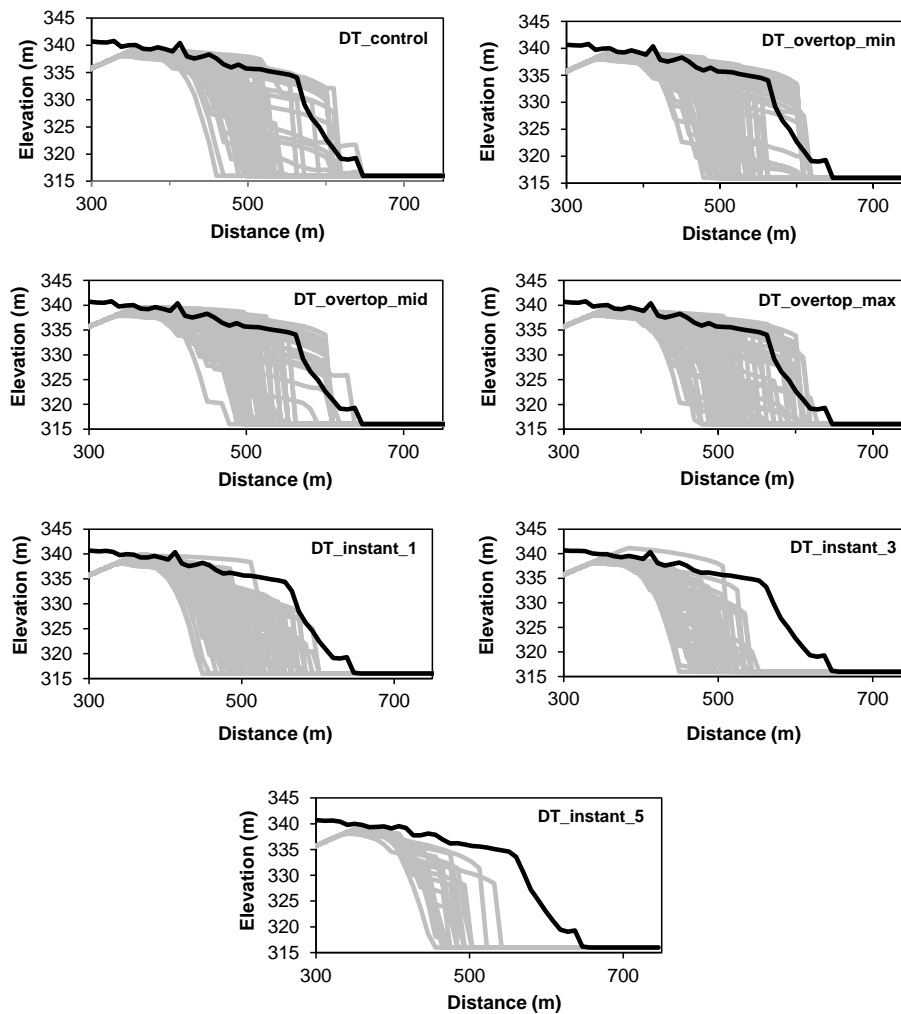 345
340
335
330
325
320
315
Elevation (m)
DT_control
300 500 700
Distance (m)
345
340
335
330
325
320
315
Elevation (m)
DT_overtop_min
300 500 700
Distance (m)
345
340
335
330
325
320
315
Elevation (m)
DT_overtop_mid
300 500 700
Distance (m)
345
340
335
330
325
320
315
Elevation (m)
DT_overtop_max
300 500 700
Distance (m)
345
340
335
330
325
320
315
Elevation (m)
DT_instant_1
300 500 700
Distance (m)
345
340
335
330
325
320
315
Elevation (m)
DT_instant_3
300 500 700
Distance (m)
345
340
335
330
325
320
315
Elevation (m)
DT_instant_5
300 500 700
Distance (m)